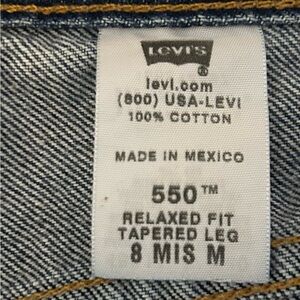 LEVI'S
®
levi.com
(800) USA-LEVI
100% COTTON
MADE IN MEXICO
550™
RELAXED FIT
TAPERED LEG
8 MIS M